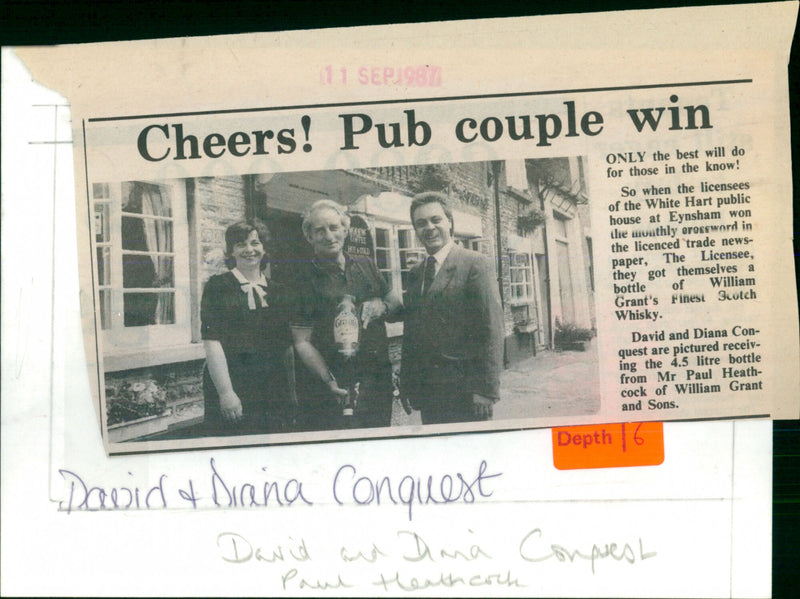 11 SEP 1987
Cheers! Pub couple win
ONLY the best will do
for those in the know!
So when the licensees
of the White Hart public
house at Eynsham won
the monthly crossword in
the licenced trade news-
paper, The Licensee,
they got themselves a
bottle of William
Grant's Finest Scotch
Whisky.
David and Diana Con-
quest are pictured receiv-
ing the 4.5 litre bottle
from Mr Paul Heath-
cock of William Grant
and Sons.
Depth 16
David + Diana Conquest
David and Diana Conquest
Paul Heathcock